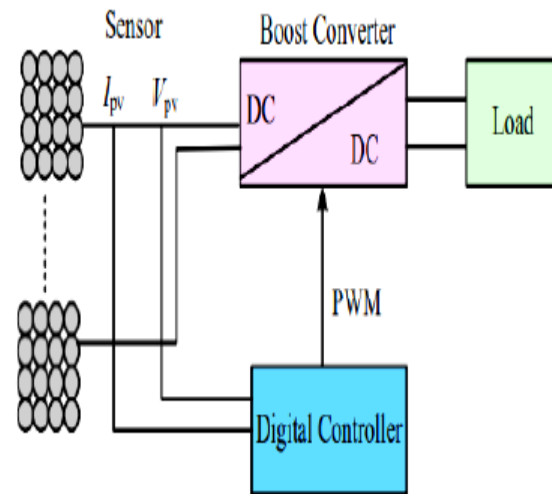 Sensor
Boost Converter
Ipv
Vpv
DC
DC
Load
PWM
Digital Controller